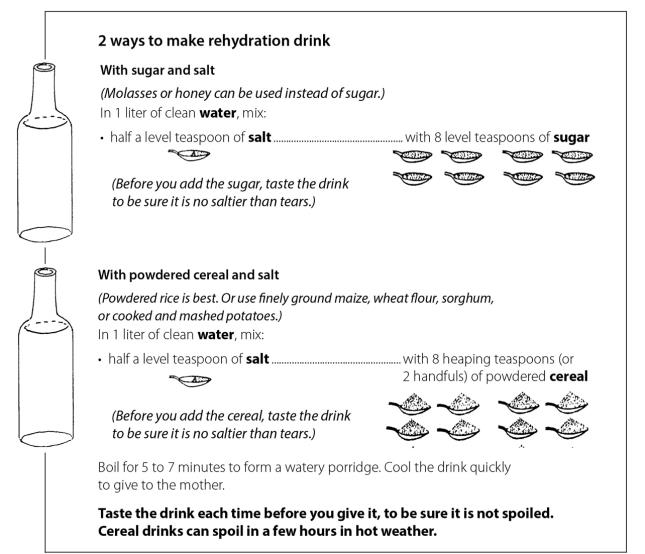 2 ways to make rehydration drink
With sugar and salt
(Molasses or honey can be used instead of sugar.)
In 1 liter of clean water, mix:
• half a level teaspoon of salt ................................................ with 8 level teaspoons of sugar
(Before you add the sugar, taste the drink
to be sure it is no saltier than tears.)
With powdered cereal and salt
(Powdered rice is best. Or use finely ground maize, wheat flour, sorghum,
or cooked and mashed potatoes.)
In 1 liter of clean water, mix:
• half a level teaspoon of salt ................................................ with 8 heaping teaspoons (or
2 handfuls) of powdered cereal
(Before you add the cereal, taste the drink
to be sure it is no saltier than tears.)
Boil for 5 to 7 minutes to form a watery porridge. Cool the drink quickly
to give to the mother.
Taste the drink each time before you give it, to be sure it is not spoiled.
Cereal drinks can spoil in a few hours in hot weather.